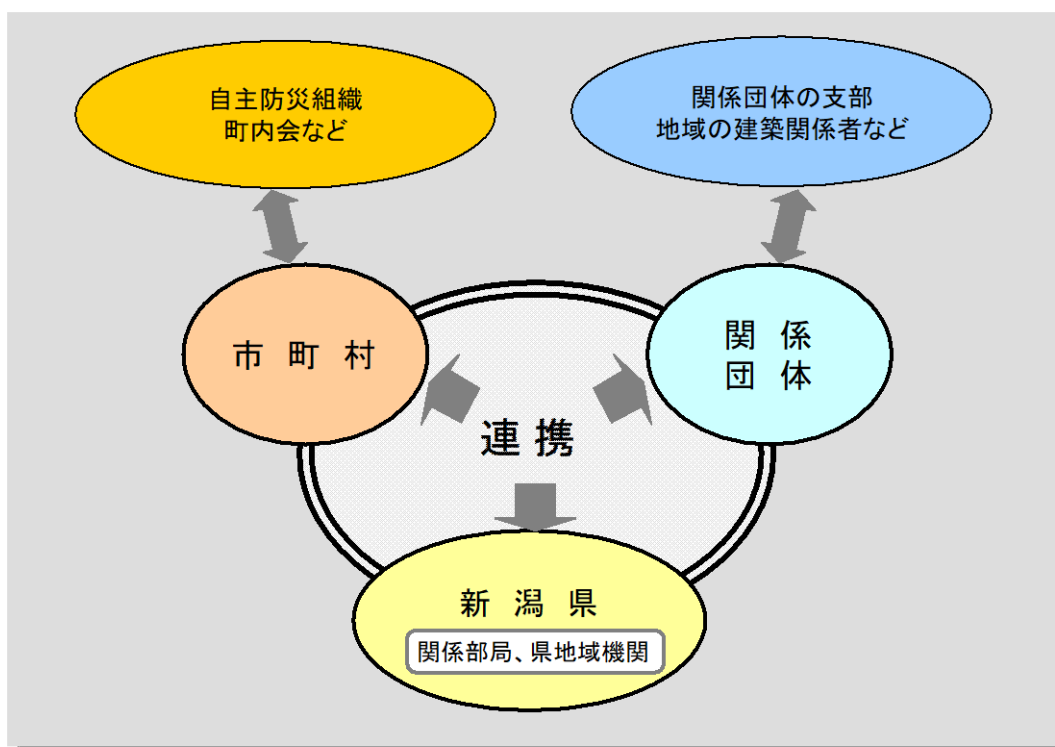 自主防災組織
町内会など
関係団体の支部
地域の建築関係者など
市 町 村
関 係
団 体
連 携
新 潟 県
関係部局、県地域機関